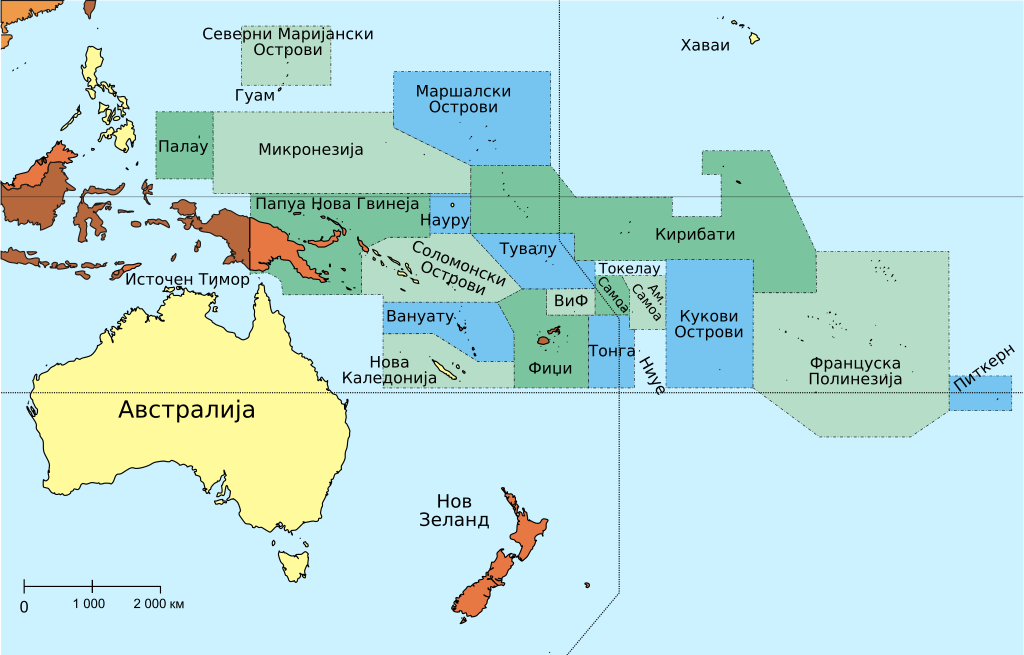 Северни Маријански
Острови
Хаваи
Гуам
Маршалски
Острови
Палау
Микронезија
Папуа Нова Гвинеја
Науру
Кирибати
Соломонски
Острови
Тувалу
Токелау
Источен Тимор
ВиФ
Самоа
Ам.
Самоа
Вануату
Кукови
Острови
Нова
Каледонија
Фиџи
Тонга
Ниуе
Француска
Полинезија
Питкерн
Австралија
Нов
Зеланд
0
1 000
2 000 км